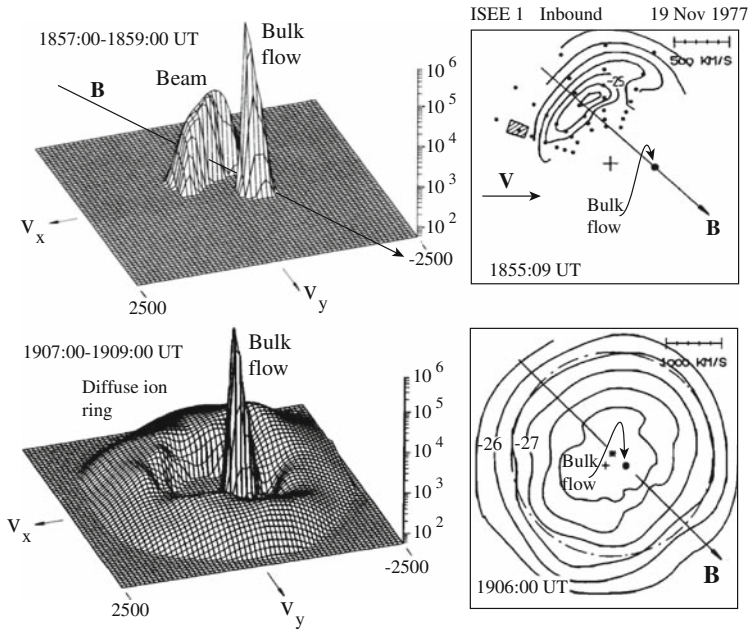 ISEE 1 Inbound 19 Nov 1977
1857:00-1859:00 UT
Bulk
flow
Beam
B
10^6
10^5
10^4
10^3
10^2
V_x
V_y
2500
-2500
500 KM/S
-25
V
Bulk
flow
B
1855:09 UT
1907:00-1909:00 UT
Bulk
flow
Diffuse ion
ring
10^6
10^5
10^4
10^3
10^2
V_x
V_y
2500
-2500
1000 KM/S
-26 -27
Bulk
flow
B
1906:00 UT